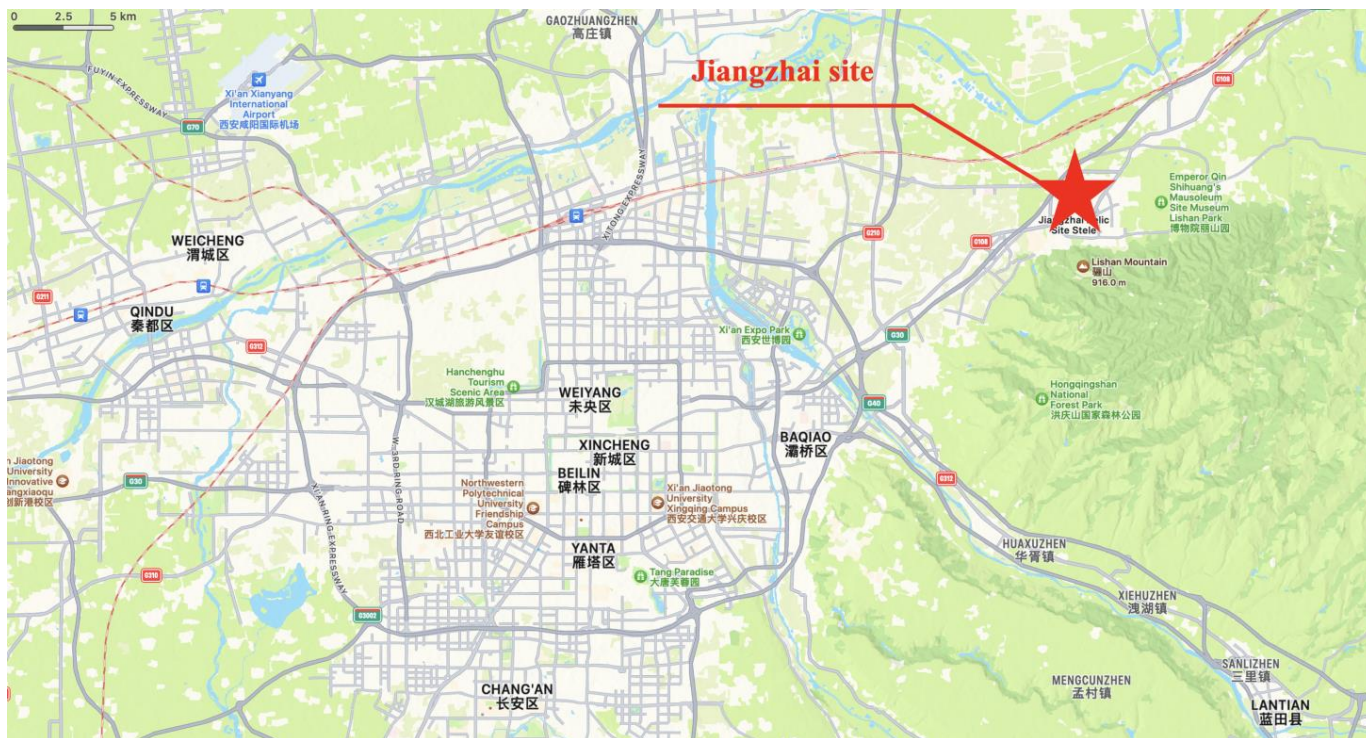 0 2.5 5 km
GAOZHUANGZHEN
高庄镇
FUYIN EXPRESSWAY
Xi'an Xianyang
International
Airport
西安咸阳国际机场
G70
Jiangzhai site
G108
XITONG EXPRESSWAY
Emperor Qin
Shihuang's
Mausoleum
Site Museum
Lishan Park
博物院丽山园
Site Stele
WEICHENG
渭城区
G210
G108
Lishan Mountain
骊山
916.0 m
G211
QINDU
秦都区
G312
Xi'an Expo Park
西安世博园
G30
Hanchenghu
Tourism
Scenic Area
汉城湖旅游风景区
WEIYANG
未央区
G40
Hongqingshan
National
Forest Park
洪庆山国家森林公园
XINCHENG
新城区
BAQIAO
灞桥区
W 3RD RING ROAD
BEILIN
碑林区
n Jiaotong
University
Innovative
angxiaoqu
创新港校区
G30
XI'AN RING EXPRESSWAY
Northwestern
Polytechnical
University
Friendship
Campus
西北工业大学友谊校区
Xi'an Jiaotong
University
Xingqing Campus
西安交通大学兴庆校区
G312
YANTA
雁塔区
HUAXUZHEN
华胥镇
G310
Tang Paradise
大唐芙蓉园
XIEHUZHEN
洩湖镇
G3002
SANLIZHEN
三里镇
CHANG'AN
长安区
MENGCUNZHEN
孟村镇
LANTIAN
蓝田县